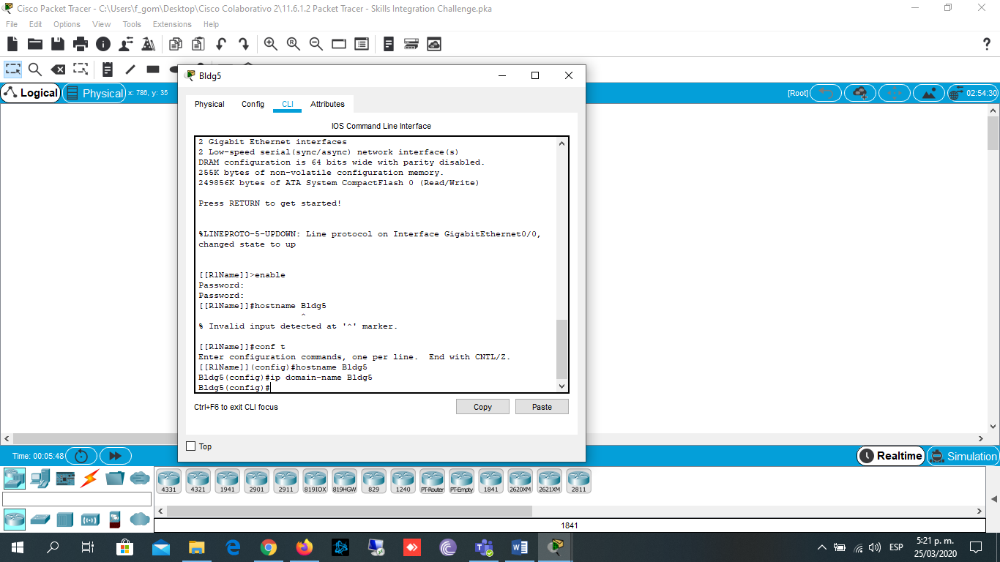 Cisco Packet Tracer - C:\Users\f_gom\Desktop\Cisco Colaborativo 2\11.6.1.2 Packet Tracer - Skills Integration Challenge.pka
File Edit Options View Tools Extensions Help
?
Logical
Physical
x: 786, y: 35
[Root]
02:54:30
Bldg5
Physical Config CLI Attributes
IOS Command Line Interface
2 Gigabit Ethernet interfaces
2 Low-speed serial(sync/async) network interface(s)
DRAM configuration is 64 bits wide with parity disabled.
255K bytes of non-volatile configuration memory.
249856K bytes of ATA System CompactFlash 0 (Read/Write)
Press RETURN to get started!
%LINEPROTO-5-UPDOWN: Line protocol on Interface GigabitEthernet0/0,
changed state to up
[[R1Name]]>enable
Password:
Password:
[[R1Name]]#hostname Bldg5
^
% Invalid input detected at '^' marker.
[[R1Name]]#conf t
Enter configuration commands, one per line.  End with CNTL/Z.
[[R1Name]](config)#hostname Bldg5
Bldg5(config)#ip domain-name Bldg5
Bldg5(config)#
Ctrl+F6 to exit CLI focus
Copy
Paste
Top
Time: 00:05:48
Realtime
Simulation
4331 4321 1941 2901 2911 819IOX 819HGW 829 1240 PT-Router PT-Empty 1841 2620XM 2621XM 2811
1841
ESP
5:21 p. m.
25/03/2020